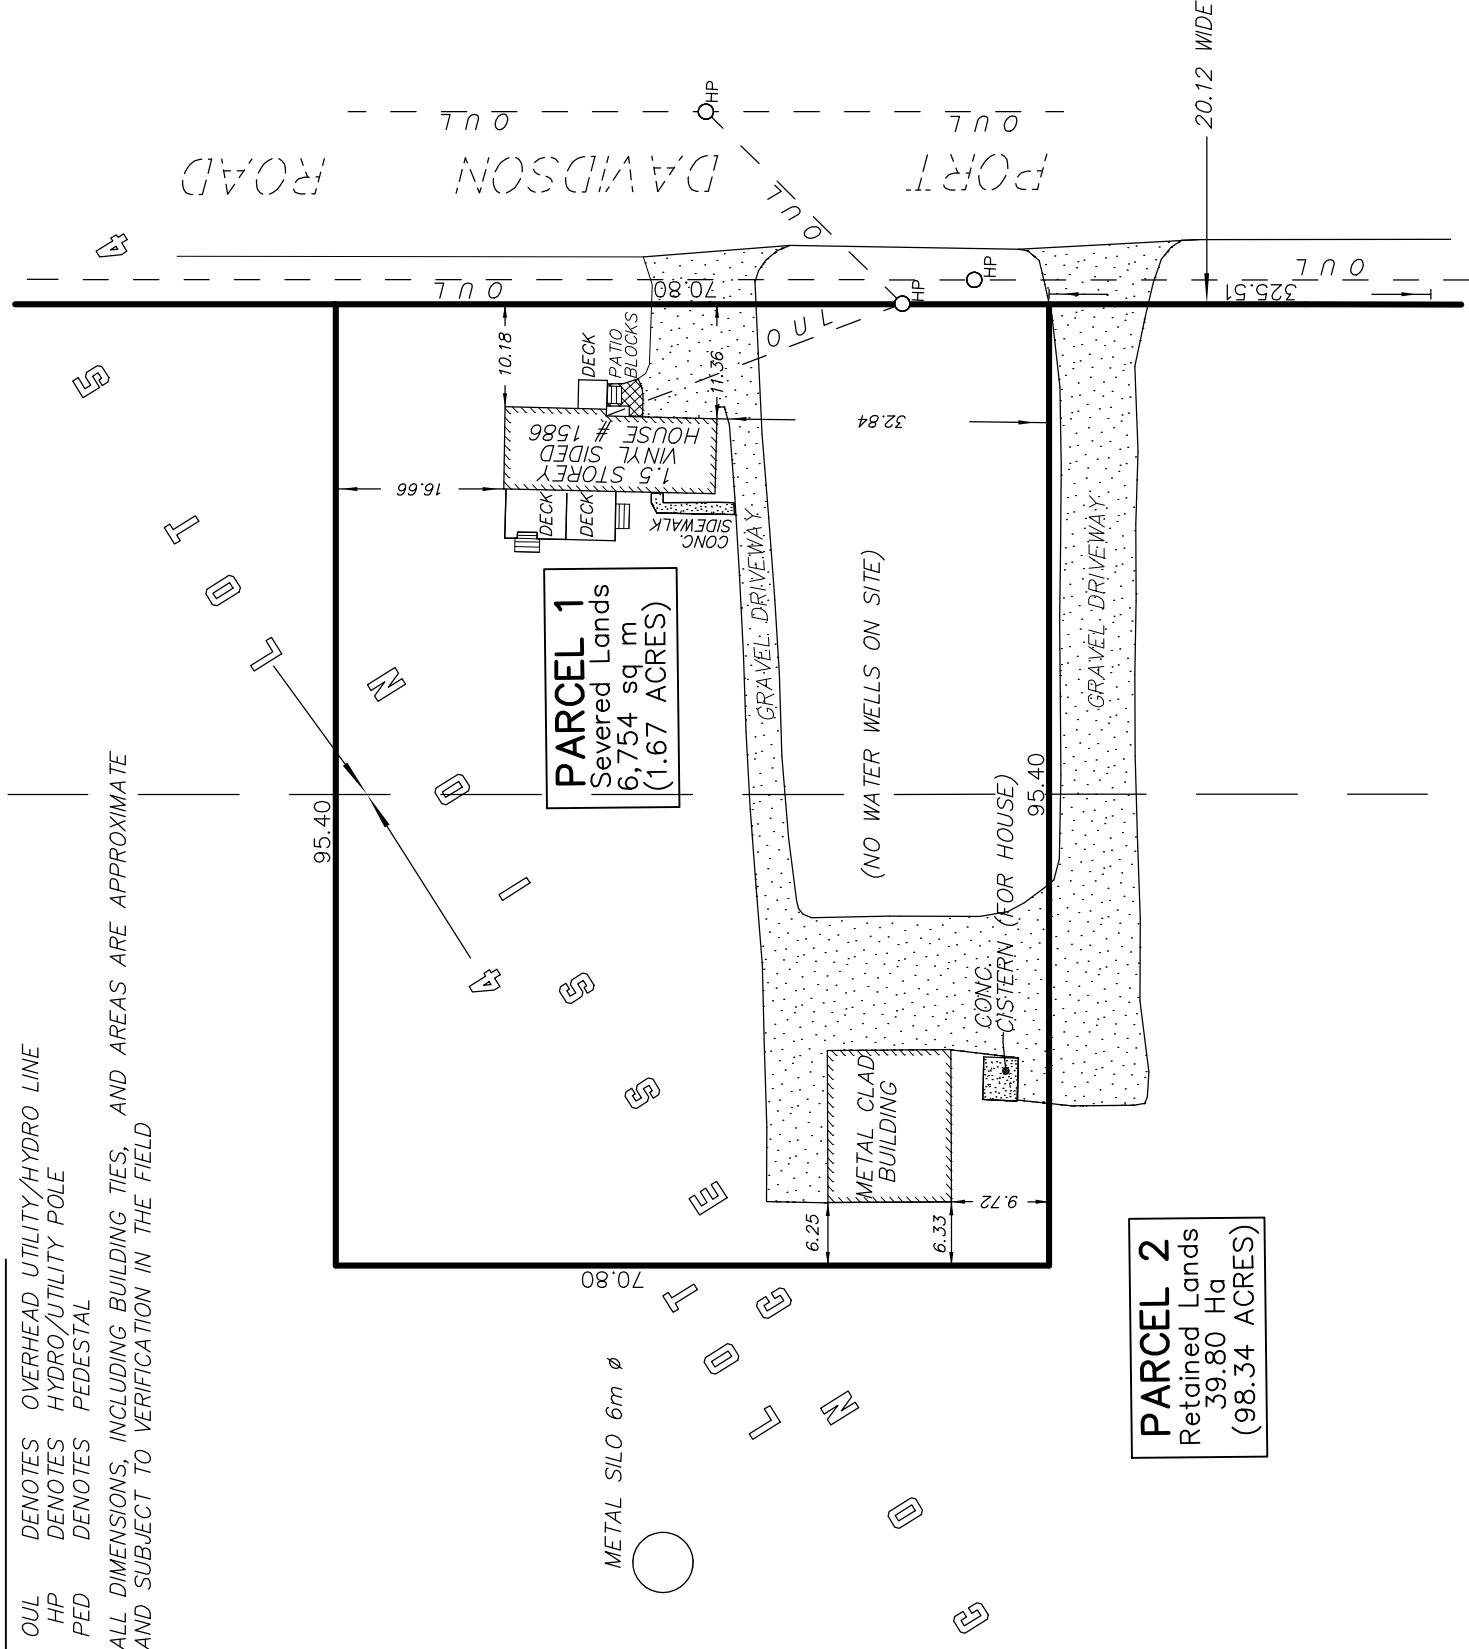 OUL DENOTES OVERHEAD UTILITY/HYDRO LINE
HP DENOTES HYDRO/UTILITY POLE
PED DENOTES PEDESTAL
ALL DIMENSIONS, INCLUDING BUILDING TIES, AND AREAS ARE APPROXIMATE
AND SUBJECT TO VERIFICATION IN THE FIELD
LOT 5
LOT 4
CONCESSION 4
95.40
70.80
METAL SILO 6m ø
PARCEL 1
Severed Lands
6,754 sq m
(1.67 ACRES)
16.66
DECK
DECK
CONC.
SIDEWALK
1.5 STOREY
VINYL SIDED
HOUSE # 1586
10.18
DECK
PATIO
BLOCKS
11.36
32.84
70.80
GRAVEL DRIVEWAY
(NO WATER WELLS ON SITE)
GRAVEL DRIVEWAY
METAL CLAD
BUILDING
6.25
6.33
9.72
CONC.
CISTERN (FOR HOUSE)
95.40
PARCEL 2
Retained Lands
39.80 Ha
(98.34 ACRES)
325.51
20.12 WIDE
PORT DAVIDSON ROAD
OUL
OUL
OUL
OUL
OUL
OUL
HP
HP
HP